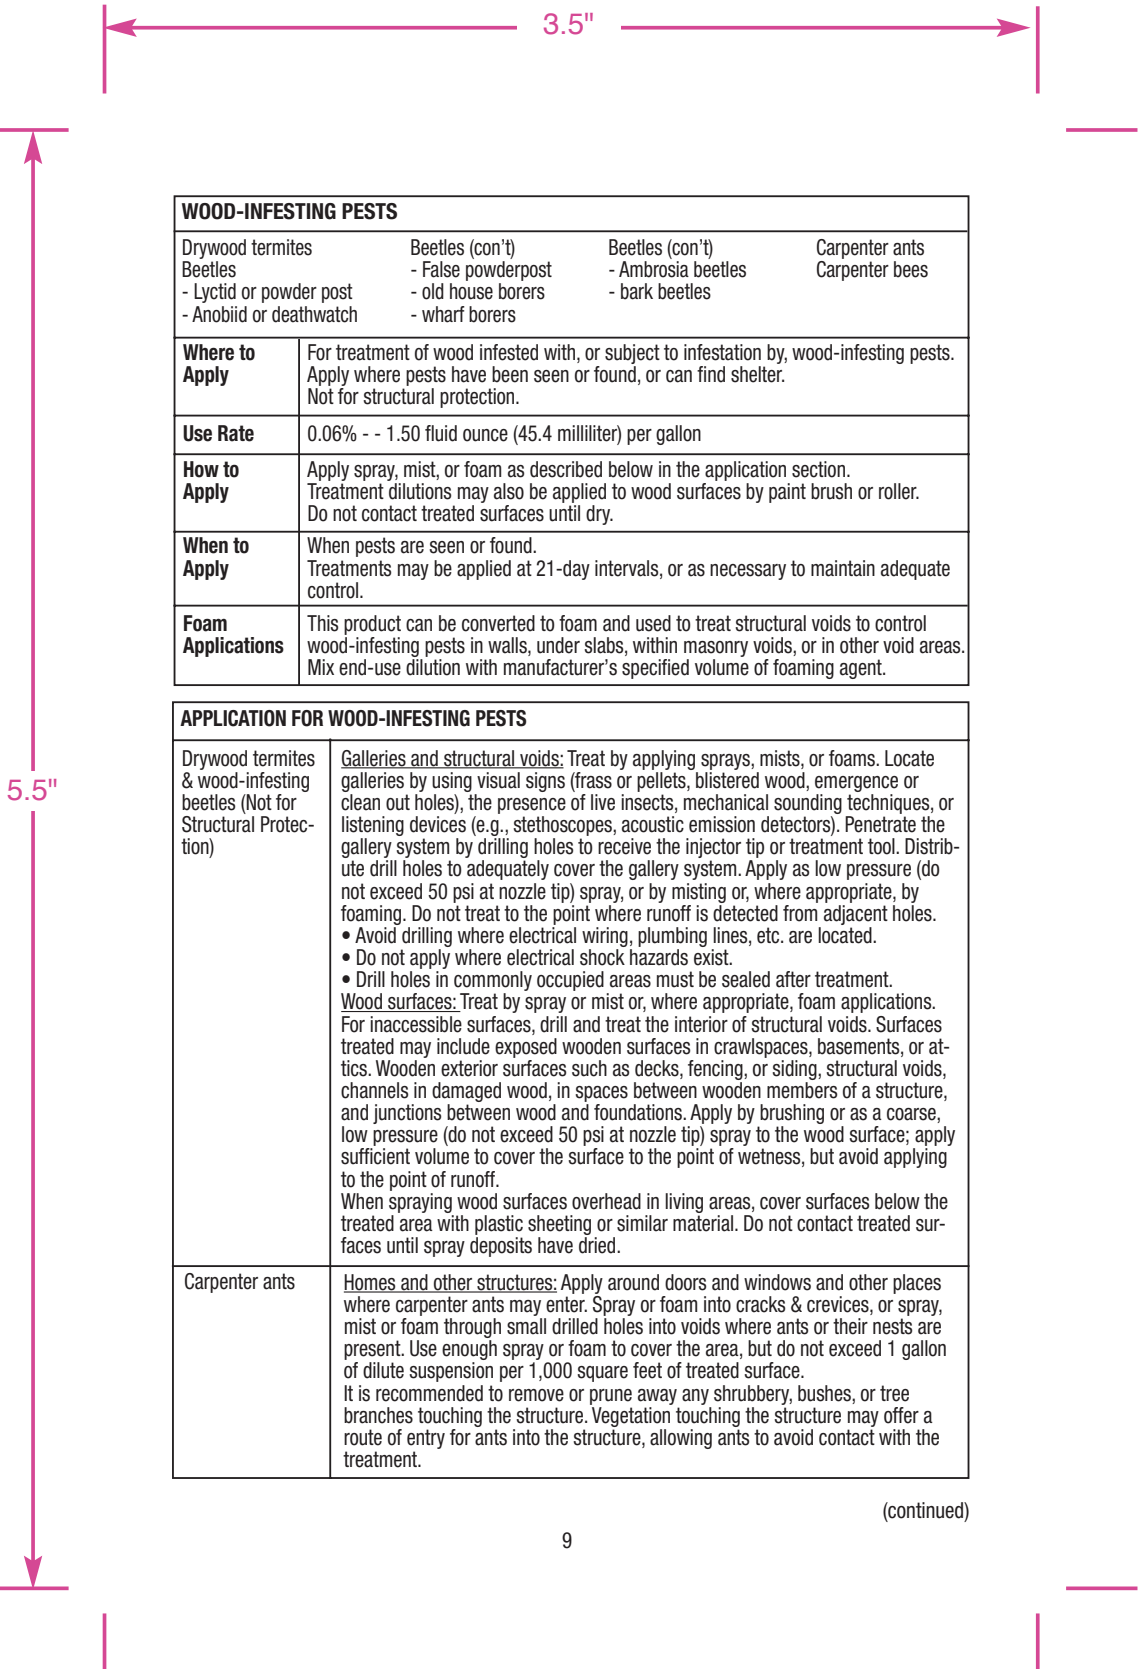 3.5"
5.5"
WOOD-INFESTING PESTS
Drywood termites
Beetles
- Lyctid or powder post
- Anobiid or deathwatch
Beetles (con't)
- False powderpost
- old house borers
- wharf borers
Beetles (con't)
- Ambrosia beetles
- bark beetles
Carpenter ants
Carpenter bees
Where to
Apply
For treatment of wood infested with, or subject to infestation by, wood-infesting pests.
Apply where pests have been seen or found, or can find shelter.
Not for structural protection.
Use Rate
0.06% - - 1.50 fluid ounce (45.4 milliliter) per gallon
How to
Apply
Apply spray, mist, or foam as described below in the application section.
Treatment dilutions may also be applied to wood surfaces by paint brush or roller.
Do not contact treated surfaces until dry.
When to
Apply
When pests are seen or found.
Treatments may be applied at 21-day intervals, or as necessary to maintain adequate
control.
Foam
Applications
This product can be converted to foam and used to treat structural voids to control
wood-infesting pests in walls, under slabs, within masonry voids, or in other void areas.
Mix end-use dilution with manufacturer's specified volume of foaming agent.
APPLICATION FOR WOOD-INFESTING PESTS
Drywood termites
& wood-infesting
beetles (Not for
Structural Protec-
tion)
Galleries and structural voids: Treat by applying sprays, mists, or foams. Locate
galleries by using visual signs (frass or pellets, blistered wood, emergence or
clean out holes), the presence of live insects, mechanical sounding techniques, or
listening devices (e.g., stethoscopes, acoustic emission detectors). Penetrate the
gallery system by drilling holes to receive the injector tip or treatment tool. Distrib-
ute drill holes to adequately cover the gallery system. Apply as low pressure (do
not exceed 50 psi at nozzle tip) spray, or by misting or, where appropriate, by
foaming. Do not treat to the point where runoff is detected from adjacent holes.
• Avoid drilling where electrical wiring, plumbing lines, etc. are located.
• Do not apply where electrical shock hazards exist.
• Drill holes in commonly occupied areas must be sealed after treatment.
Wood surfaces: Treat by spray or mist or, where appropriate, foam applications.
For inaccessible surfaces, drill and treat the interior of structural voids. Surfaces
treated may include exposed wooden surfaces in crawlspaces, basements, or at-
tics. Wooden exterior surfaces such as decks, fencing, or siding, structural voids,
channels in damaged wood, in spaces between wooden members of a structure,
and junctions between wood and foundations. Apply by brushing or as a coarse,
low pressure (do not exceed 50 psi at nozzle tip) spray to the wood surface; apply
sufficient volume to cover the surface to the point of wetness, but avoid applying
to the point of runoff.
When spraying wood surfaces overhead in living areas, cover surfaces below the
treated area with plastic sheeting or similar material. Do not contact treated sur-
faces until spray deposits have dried.
Carpenter ants
Homes and other structures: Apply around doors and windows and other places
where carpenter ants may enter. Spray or foam into cracks & crevices, or spray,
mist or foam through small drilled holes into voids where ants or their nests are
present. Use enough spray or foam to cover the area, but do not exceed 1 gallon
of dilute suspension per 1,000 square feet of treated surface.
It is recommended to remove or prune away any shrubbery, bushes, or tree
branches touching the structure. Vegetation touching the structure may offer a
route of entry for ants into the structure, allowing ants to avoid contact with the
treatment.
(continued)
9